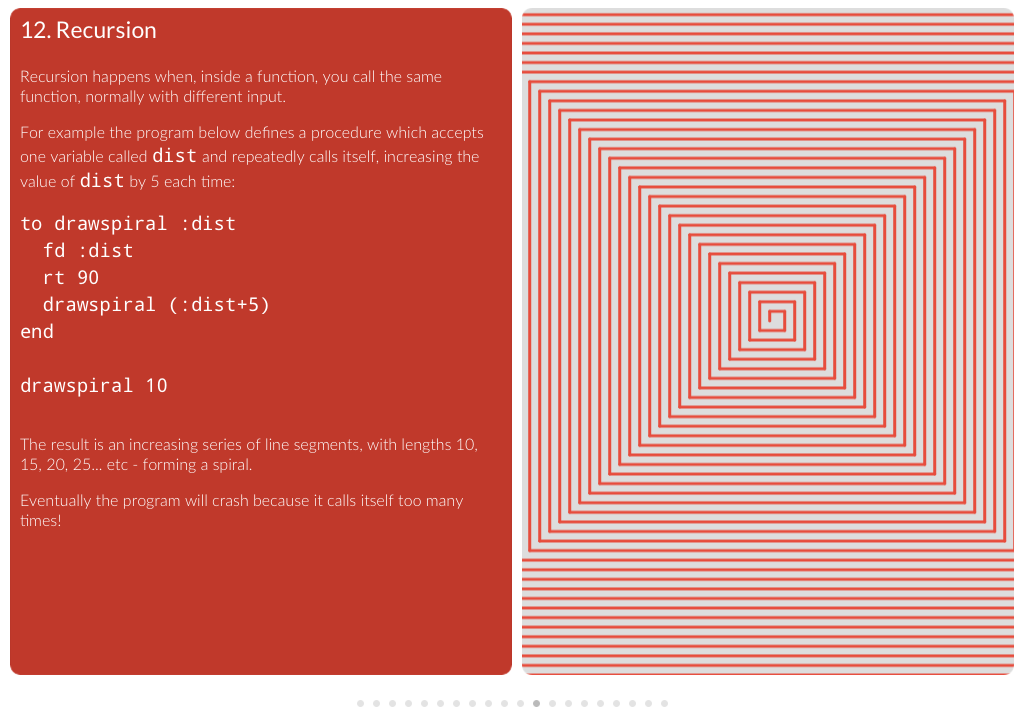 12. Recursion
Recursion happens when, inside a function, you call the same
function, normally with different input.
For example the program below defines a procedure which accepts
one variable called dist and repeatedly calls itself, increasing the
value of dist by 5 each time:
to drawspiral :dist
  fd :dist
  rt 90
  drawspiral (:dist+5)
end
drawspiral 10
The result is an increasing series of line segments, with lengths 10,
15, 20, 25... etc - forming a spiral.
Eventually the program will crash because it calls itself too many
times!